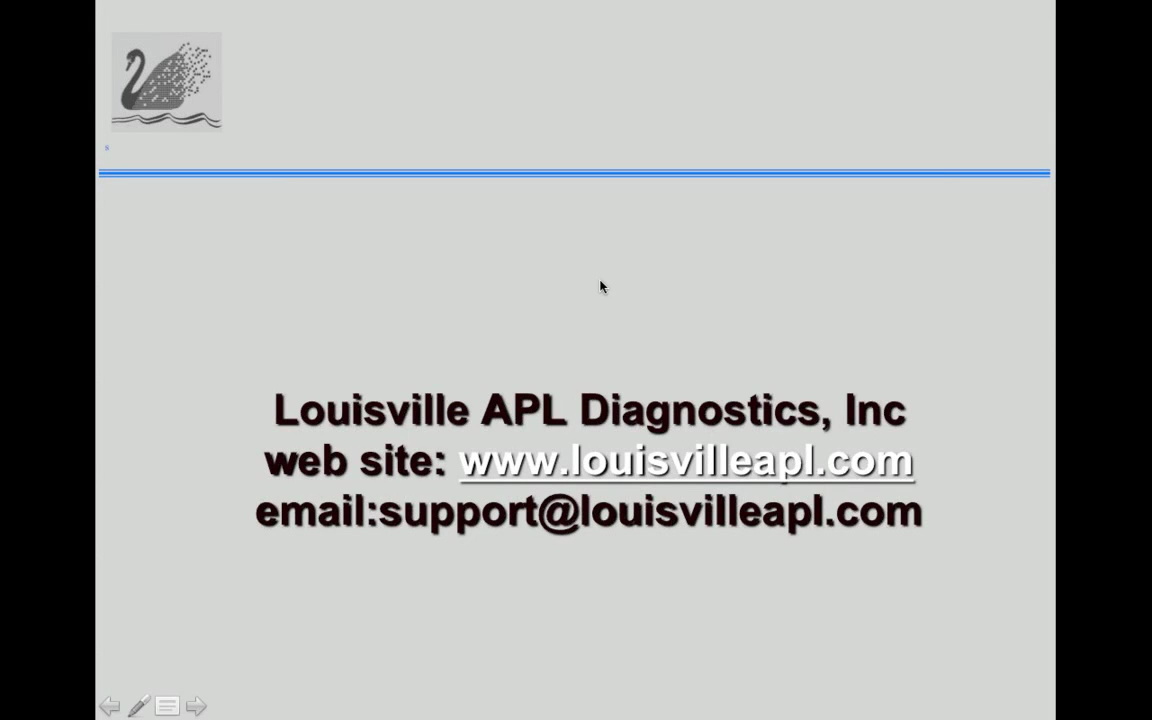 Louisville APL Diagnostics, Inc
web site: www.louisvilleapl.com
email:support@louisvilleapl.com